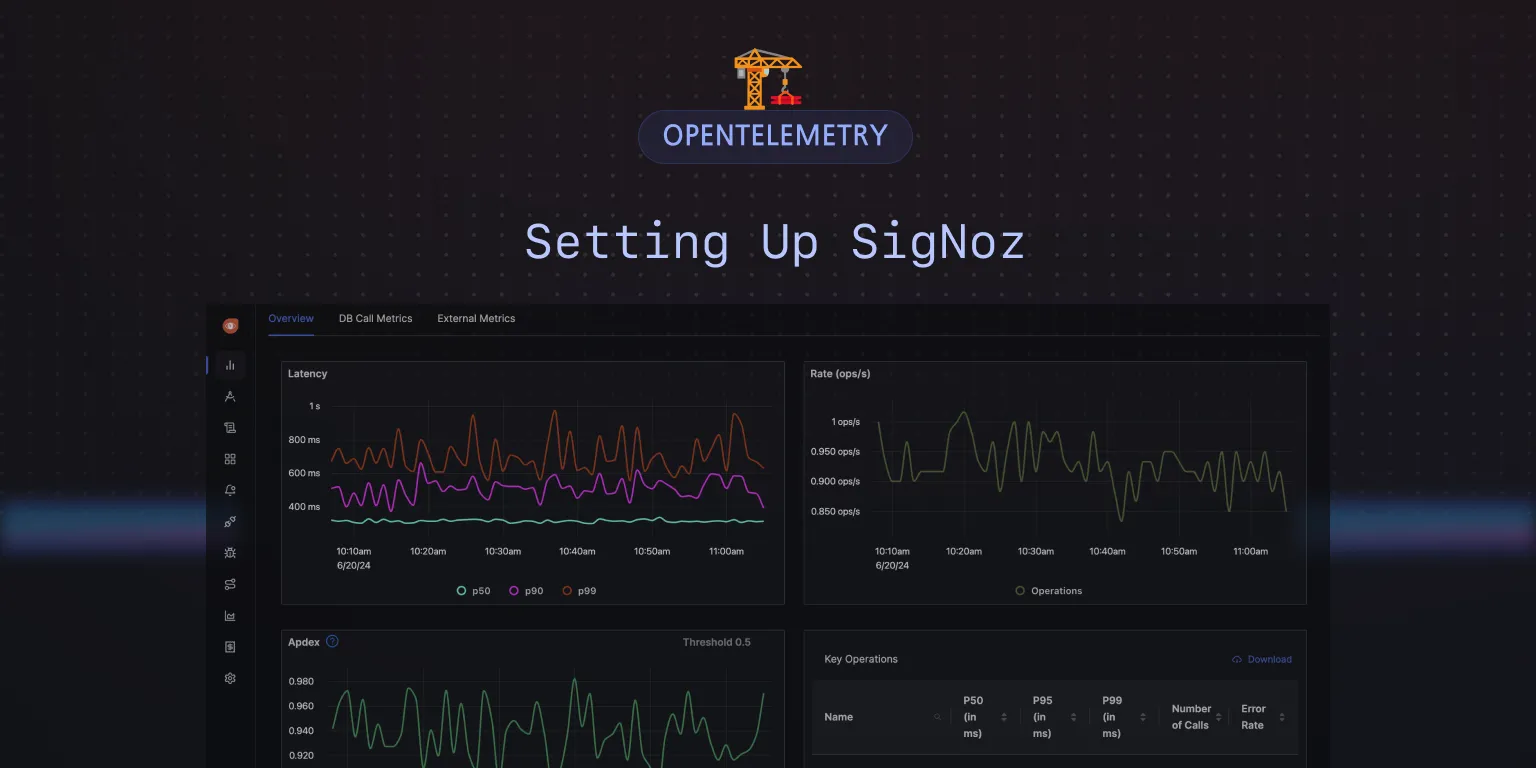 OPENTELEMETRY
Setting Up SigNoz
Overview
DB Call Metrics
External Metrics
Latency
1 s
800 ms
600 ms
400 ms
10:10am
10:20am
10:30am
10:40am
10:50am
11:00am
6/20/24
p50
p90
p99
Rate (ops/s)
1 ops/s
0.950 ops/s
0.900 ops/s
0.850 ops/s
10:10am
10:20am
10:30am
10:40am
10:50am
11:00am
6/20/24
Operations
Apdex
?
Threshold 0.5
0.980
0.960
0.940
0.920
Key Operations
Download
Name
P50
(in
ms)
P95
(in
ms)
P99
(in
ms)
Number
of Calls
Error
Rate